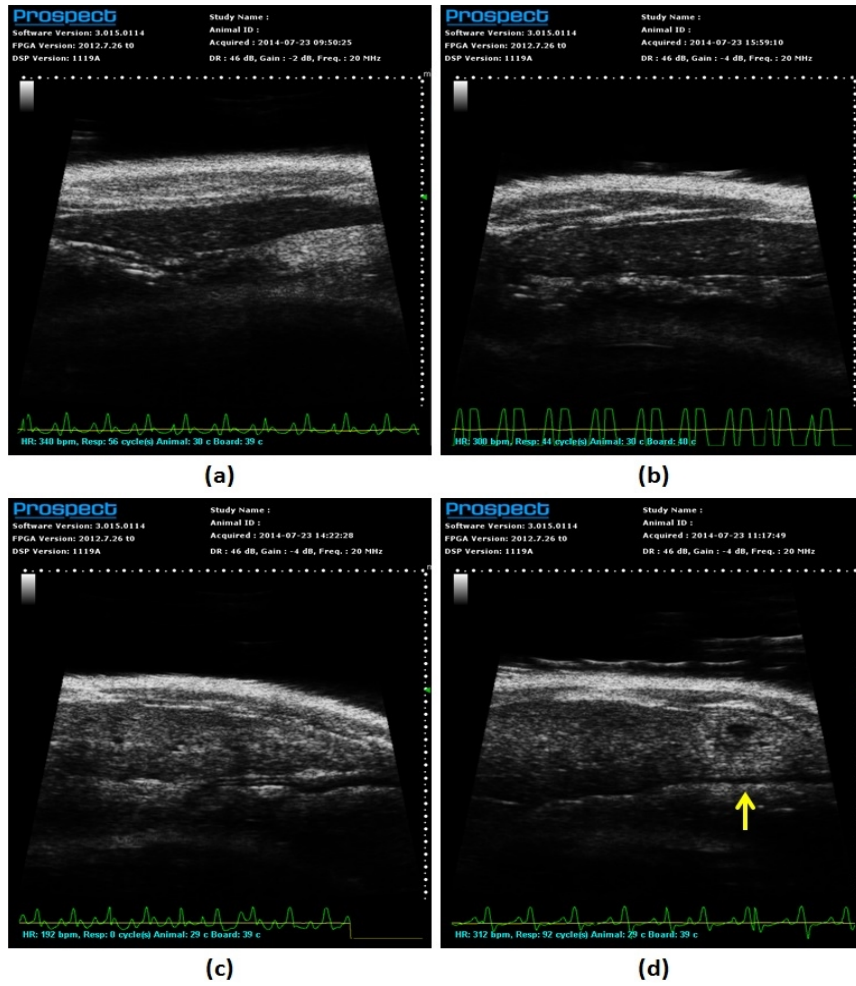 Prospect
Software Version: 3.015.0114
FPGA Version: 2012.7.26 t0
DSP Version: 1119A
Study Name :
Animal ID :
Acquired : 2014-07-23 09:50:25
DR : 46 dB, Gain : -2 dB, Freq. : 20 MHz
HR: 340 bpm, Resp: 56 cycle(s) Animal: 30 c Board: 39 c
(a)
Prospect
Software Version: 3.015.0114
FPGA Version: 2012.7.26 t0
DSP Version: 1119A
Study Name :
Animal ID :
Acquired : 2014-07-23 15:59:10
DR : 46 dB, Gain : -4 dB, Freq. : 20 MHz
HR: 300 bpm, Resp: 44 cycle(s) Animal: 30 c Board: 40 c
(b)
Prospect
Software Version: 3.015.0114
FPGA Version: 2012.7.26 t0
DSP Version: 1119A
Study Name :
Animal ID :
Acquired : 2014-07-23 14:22:28
DR : 46 dB, Gain : -4 dB, Freq. : 20 MHz
HR: 192 bpm, Resp: 0 cycle(s) Animal: 29 c Board: 39 c
(c)
Prospect
Software Version: 3.015.0114
FPGA Version: 2012.7.26 t0
DSP Version: 1119A
Study Name :
Animal ID :
Acquired : 2014-07-23 11:17:49
DR : 46 dB, Gain : -4 dB, Freq. : 20 MHz
HR: 312 bpm, Resp: 92 cycle(s) Animal: 29 c Board: 39 c
(d)